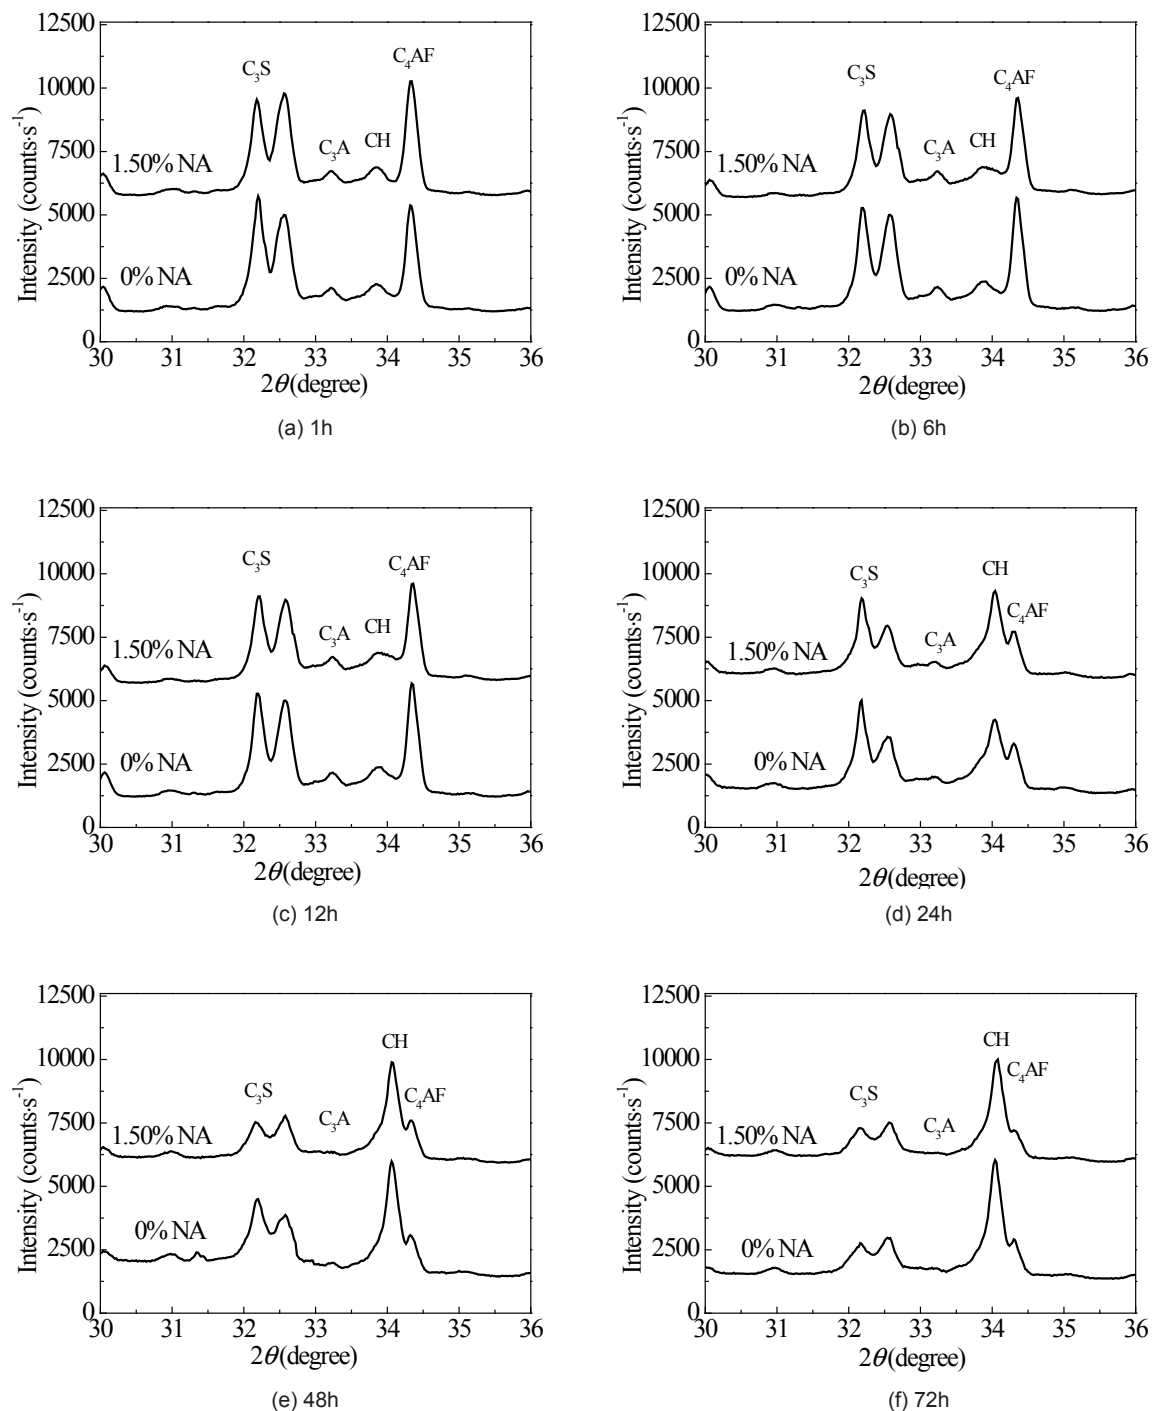 12500
10000
7500
5000
2500
0
Intensity (counts·s⁻¹)
C₃S
C₃A
CH
C₄AF
1.50% NA
0% NA
30 31 32 33 34 35 36
2θ(degree)
(a) 1h
12500
10000
7500
5000
2500
0
Intensity (counts·s⁻¹)
C₃S
C₃A
CH
C₄AF
1.50% NA
0% NA
30 31 32 33 34 35 36
2θ(degree)
(b) 6h
12500
10000
7500
5000
2500
0
Intensity (counts·s⁻¹)
C₃S
C₃A
CH
C₄AF
1.50% NA
0% NA
30 31 32 33 34 35 36
2θ(degree)
(c) 12h
12500
10000
7500
5000
2500
0
Intensity (counts·s⁻¹)
C₃S
C₃A
CH
C₄AF
1.50% NA
0% NA
30 31 32 33 34 35 36
2θ(degree)
(d) 24h
12500
10000
7500
5000
2500
0
Intensity (counts·s⁻¹)
C₃S
C₃A
CH
C₄AF
1.50% NA
0% NA
30 31 32 33 34 35 36
2θ(degree)
(e) 48h
12500
10000
7500
5000
2500
0
Intensity (counts·s⁻¹)
C₃S
C₃A
CH
C₄AF
1.50% NA
0% NA
30 31 32 33 34 35 36
2θ(degree)
(f) 72h